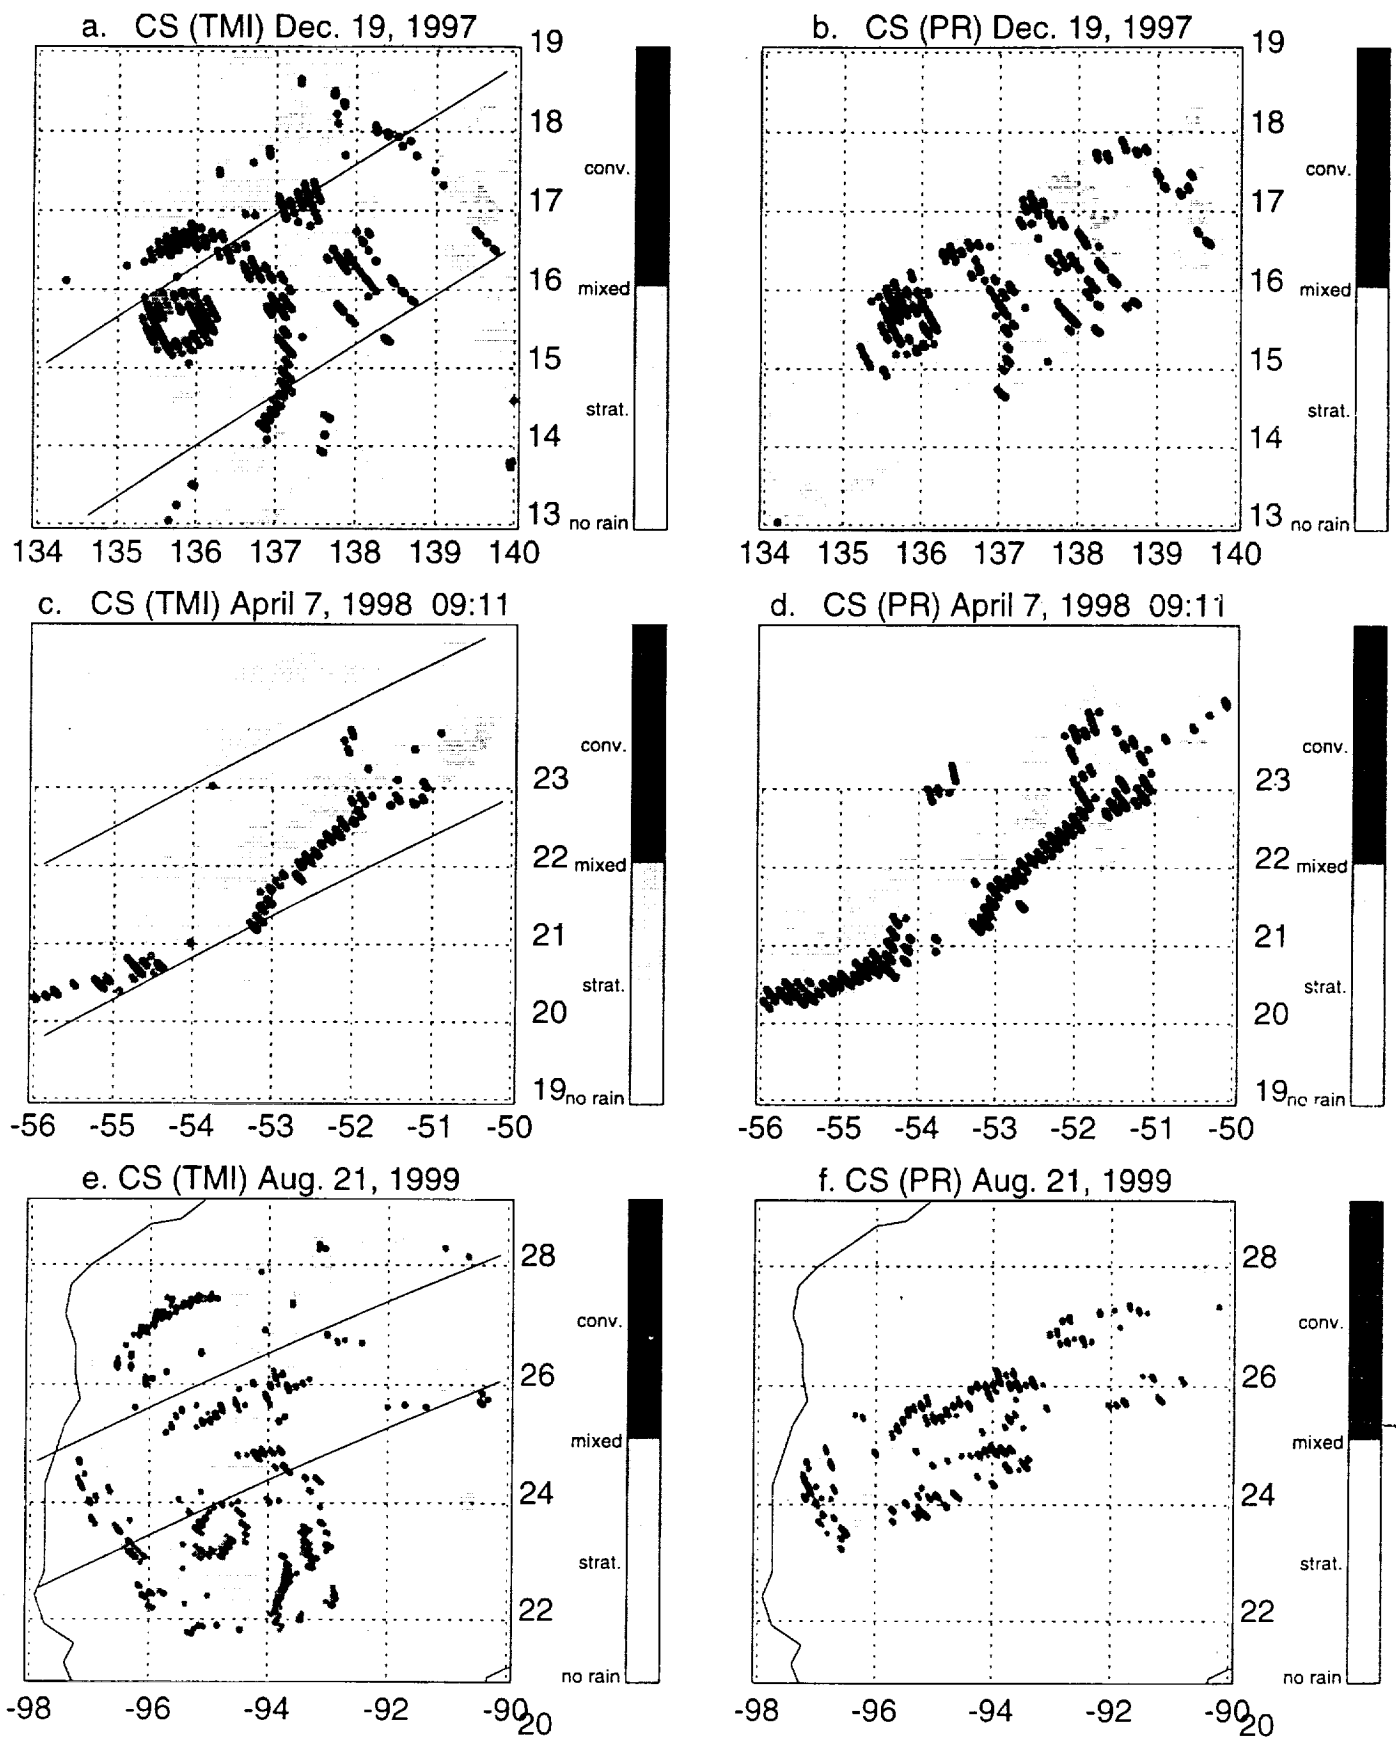 a. CS (TMI) Dec. 19, 1997
19
18
conv.
17
16
mixed
15
strat.
14
13
no rain
134 135 136 137 138 139 140
b. CS (PR) Dec. 19, 1997
19
18
conv.
17
16
mixed
15
strat.
14
13
no rain
134 135 136 137 138 139 140
c. CS (TMI) April 7, 1998 09:11
conv.
23
22
mixed
21
strat.
20
19
no rain
-56 -55 -54 -53 -52 -51 -50
d. CS (PR) April 7, 1998 09:11
conv.
23
22
mixed
21
strat.
20
19
no rain
-56 -55 -54 -53 -52 -51 -50
e. CS (TMI) Aug. 21, 1999
28
conv.
26
mixed
24
strat.
22
no rain
-98 -96 -94 -92 -90
20
f. CS (PR) Aug. 21, 1999
28
conv.
26
mixed
24
strat.
22
no rain
-98 -96 -94 -92 -90
20